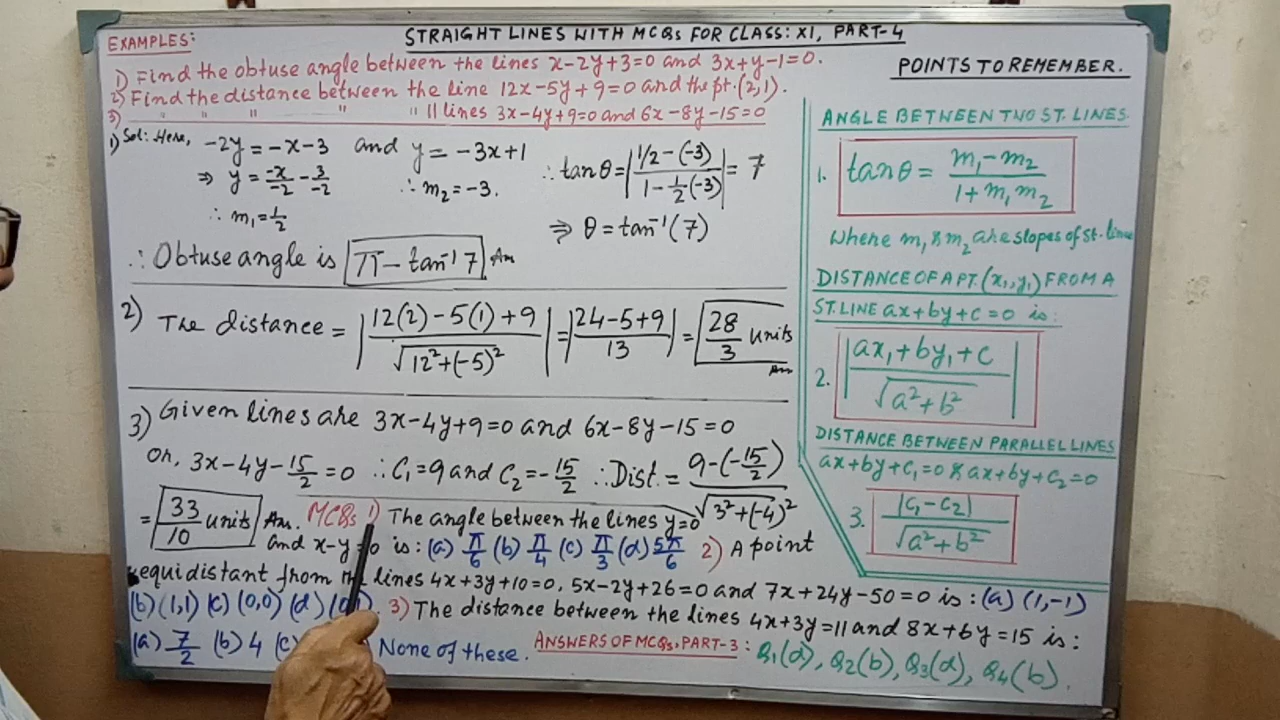 STRAIGHT LINES WITH MCQs FOR CLASS: XI, PART-4
EXAMPLES:
1) Find the obtuse angle between the lines x-2y+3=0 and 3x+y-1=0.
2) Find the distance between the line 12x-5y+9=0 and the pt.(2,1).
3) " " " " " lines 3x-4y+9=0 and 6x-8y-15=0
1) Sol: Here, -2y = -x-3 and y = -3x+1 ∴ tanθ = |(1/2-(-3))/(1-1/2(-3))| = 7
⇒ y = -x/-2 - 3/-2 ∴ m₂ = -3.
∴ m₁ = 1/2 ⇒ θ = tan⁻¹(7)
∴ Obtuse angle is π - tan⁻¹ 7 Ans
2) The distance = |(12(2)-5(1)+9)/√(12²+(-5)²)| = |(24-5+9)/13| = 28/3 units
Ans
3) Given lines are 3x-4y+9=0 and 6x-8y-15=0
Or, 3x-4y-15/2=0 ∴ C₁=9 and C₂=-15/2 ∴ Dist = (9-(-15/2))/√(3²+(-4)²)
= 33/10 units Ans. MCQs 1) The angle between the lines y=0
and x-y=0 is: (a) π/6 (b) π/4 (c) π/3 (d) 5π/6 2) A point
equidistant from the lines 4x+3y+10=0, 5x-2y+26=0 and 7x+24y-50=0 is: (a) (1,-1)
(b) (1,1) (c) (0,0) (d) 3) The distance between the lines 4x+3y=11 and 8x+6y=15 is:
(a) 7/2 (b) 4 (c) None of these. ANSWERS OF MCQs, PART-3: Q1(d), Q2(b), Q3(d), Q4(b).
POINTS TO REMEMBER.
ANGLE BETWEEN TWO ST. LINES
1. tanθ = (m₁-m₂)/(1+m₁m₂)
Where m₁ & m₂ are slopes of st. lines
DISTANCE OF A PT. (x₁,y₁) FROM A
ST. LINE ax+by+c=0 is:
2. |(ax₁+by₁+c)/√(a²+b²)|
DISTANCE BETWEEN PARALLEL LINES
ax+by+c₁=0 & ax+by+c₂=0
3. |c₁-c₂|/√(a²+b²)